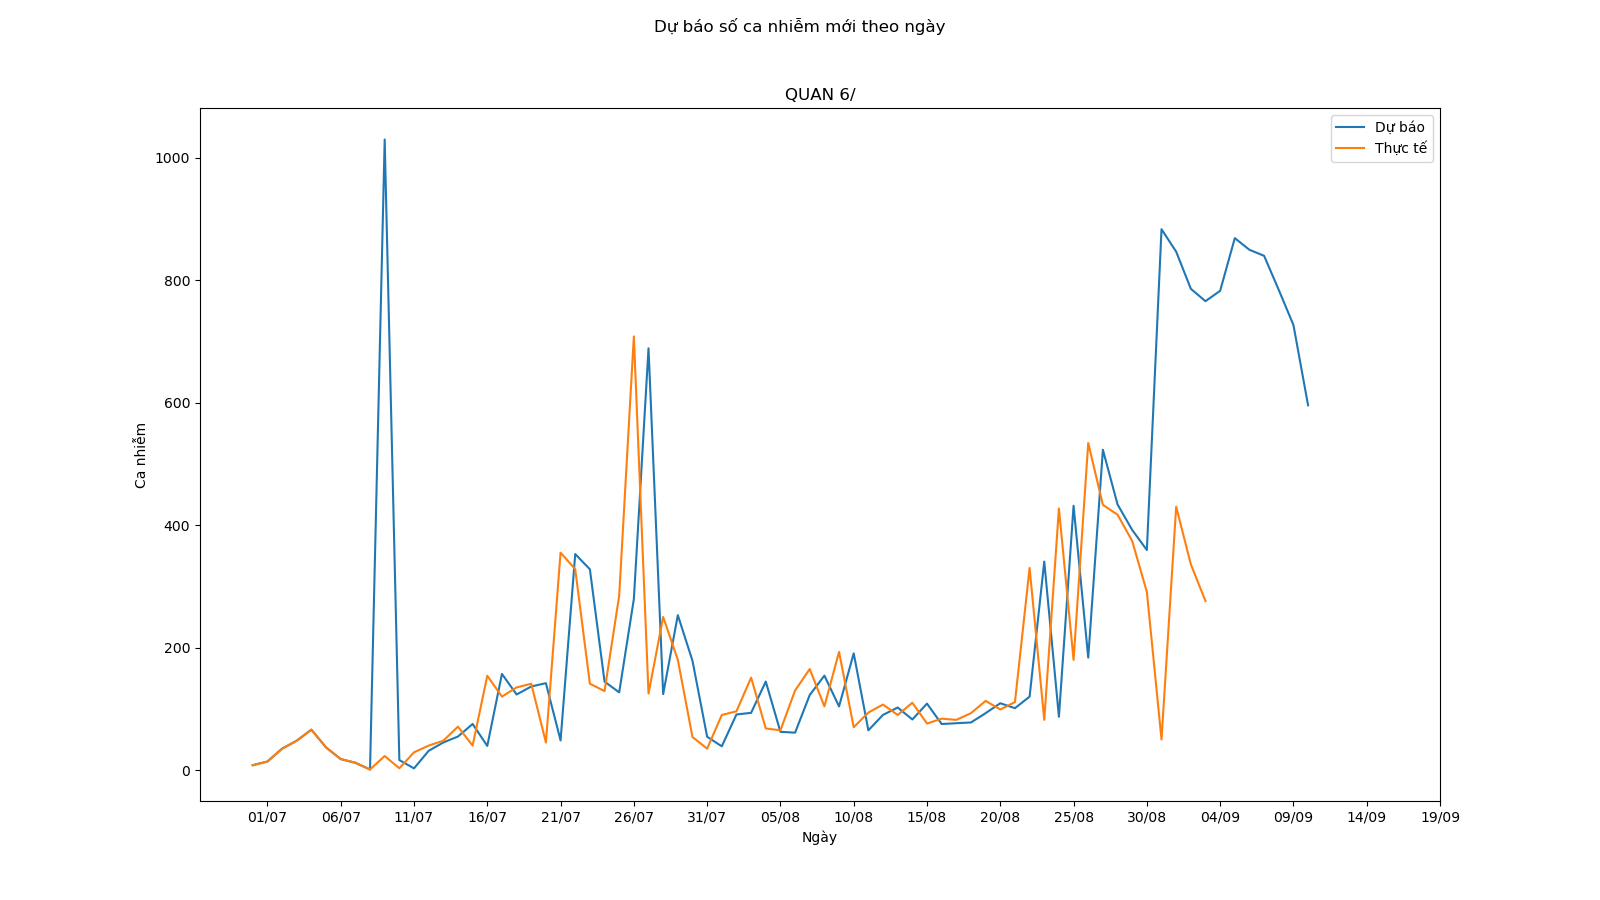 Dự báo số ca nhiễm mới theo ngày
QUAN 6/
Dự báo
Thực tế
1000
800
600
400
200
0
Ca nhiễm
01/07 06/07 11/07 16/07 21/07 26/07 31/07 05/08 10/08 15/08 20/08 25/08 30/08 04/09 09/09 14/09 19/09
Ngày